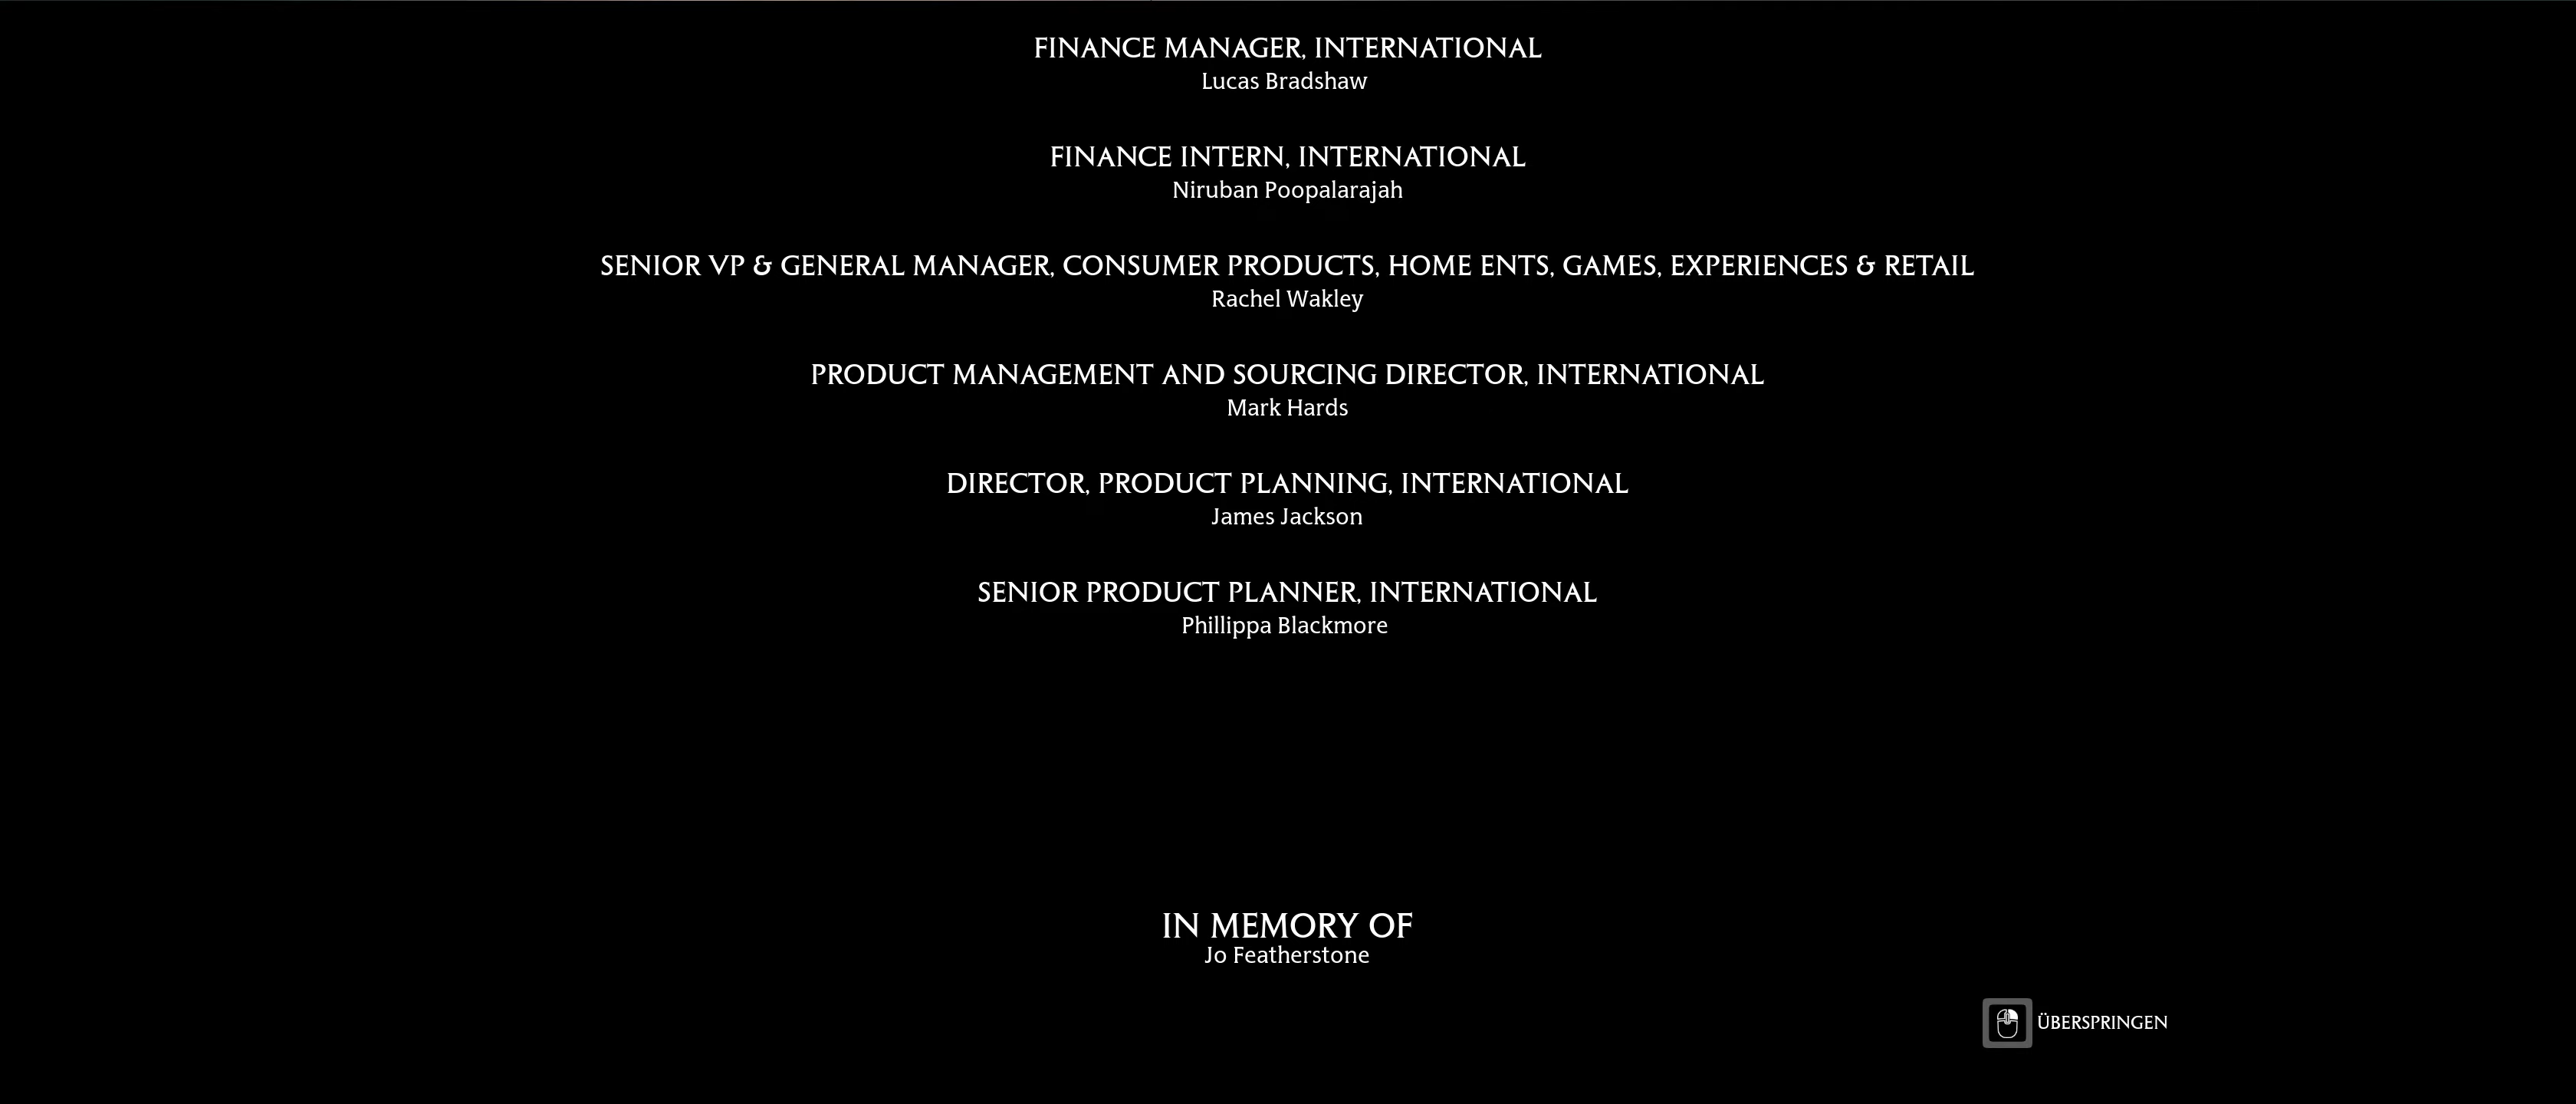 FINANCE MANAGER, INTERNATIONAL
Lucas Bradshaw
FINANCE INTERN, INTERNATIONAL
Niruban Poopalarajah
SENIOR VP & GENERAL MANAGER, CONSUMER PRODUCTS, HOME ENTS, GAMES, EXPERIENCES & RETAIL
Rachel Wakley
PRODUCT MANAGEMENT AND SOURCING DIRECTOR, INTERNATIONAL
Mark Hards
DIRECTOR, PRODUCT PLANNING, INTERNATIONAL
James Jackson
SENIOR PRODUCT PLANNER, INTERNATIONAL
Phillippa Blackmore
IN MEMORY OF
Jo Featherstone
ÜBERSPRINGEN